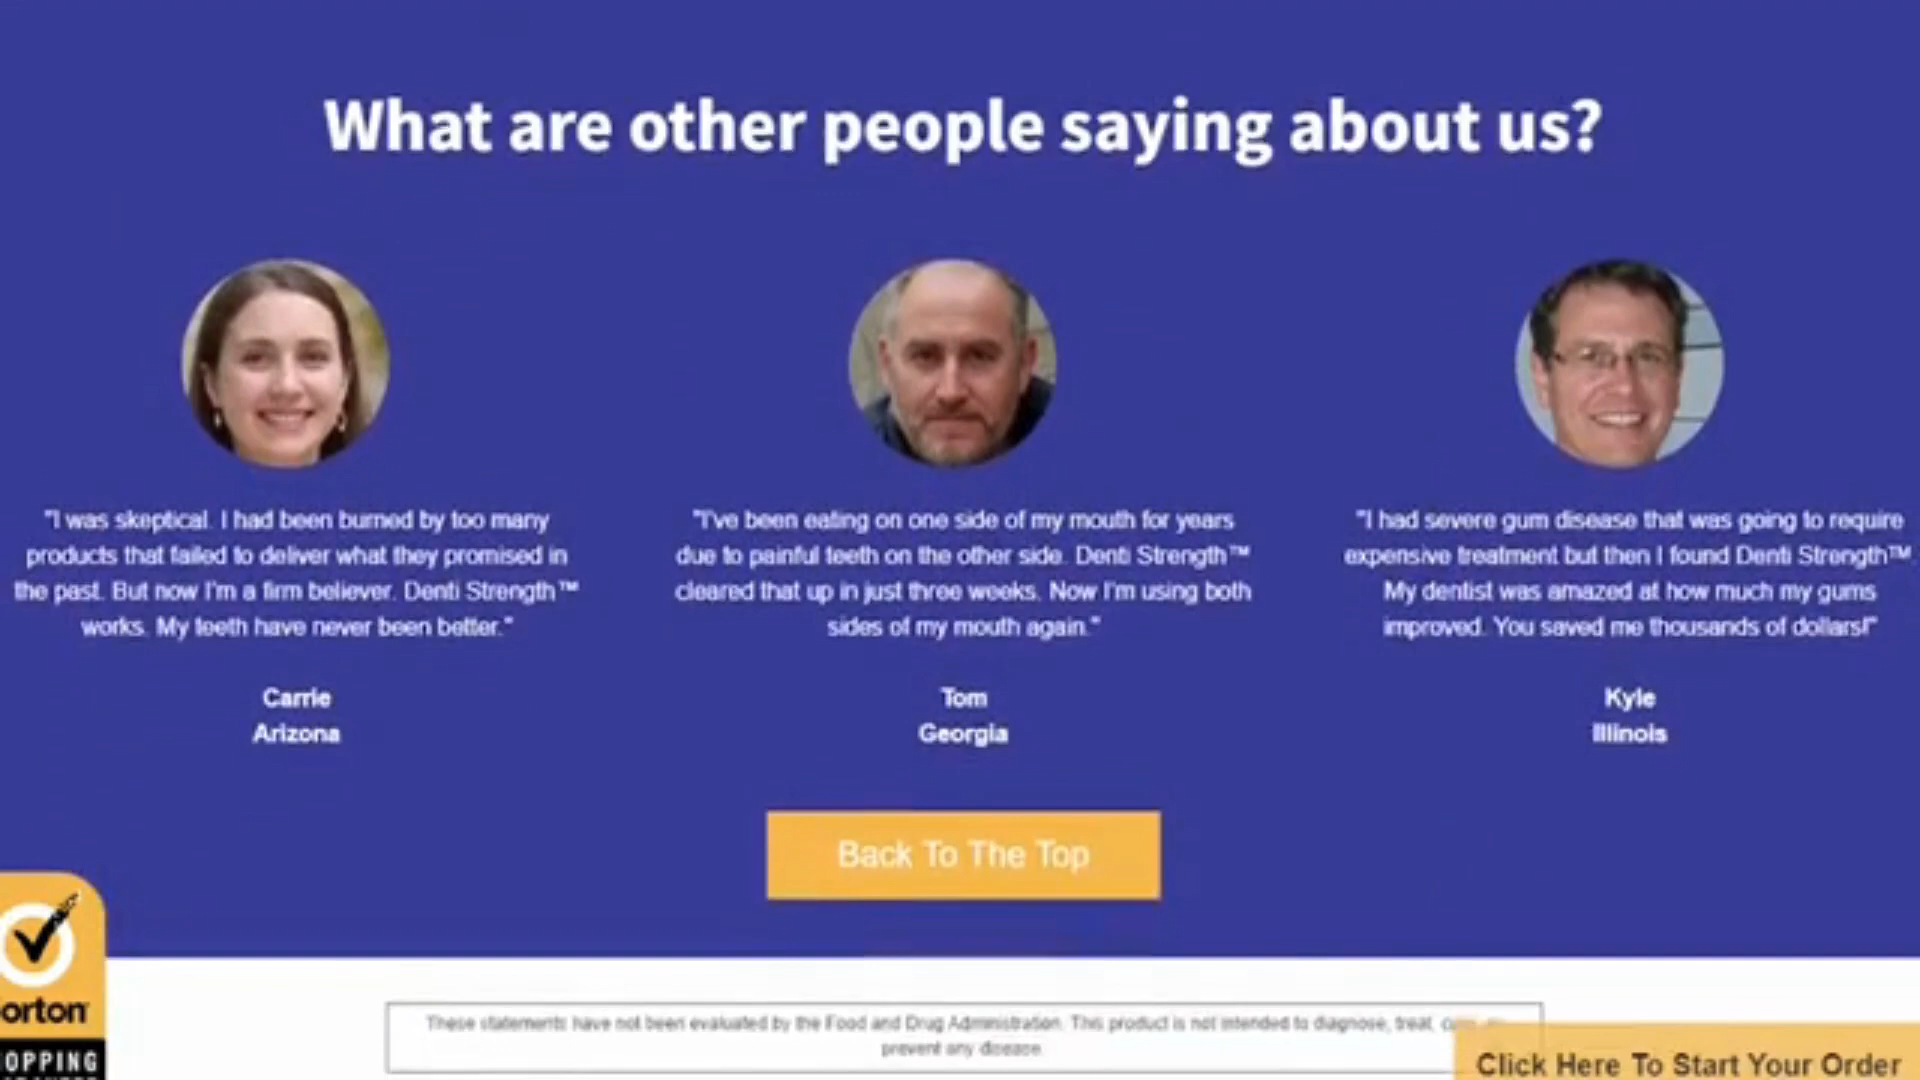 What are other people saying about us?
"I was skeptical. I had been burned by too many
products that failed to deliver what they promised in
the past. But now I'm a firm believer. Denti Strength™
works. My teeth have never been better."
Carrie
Arizona
"I've been eating on one side of my mouth for years
due to painful teeth on the other side. Denti Strength™
cleared that up in just three weeks. Now I'm using both
sides of my mouth again."
Tom
Georgia
"I had severe gum disease that was going to require
expensive treatment but then I found Denti Strength™.
My dentist was amazed at how much my gums
improved. You saved me thousands of dollars!"
Kyle
Illinois
Back To The Top
orton
OPPING
These statements have not been evaluated by the Food and Drug Administration. This product is not intended to diagnose, treat,
prevent any disease.
Click Here To Start Your Order